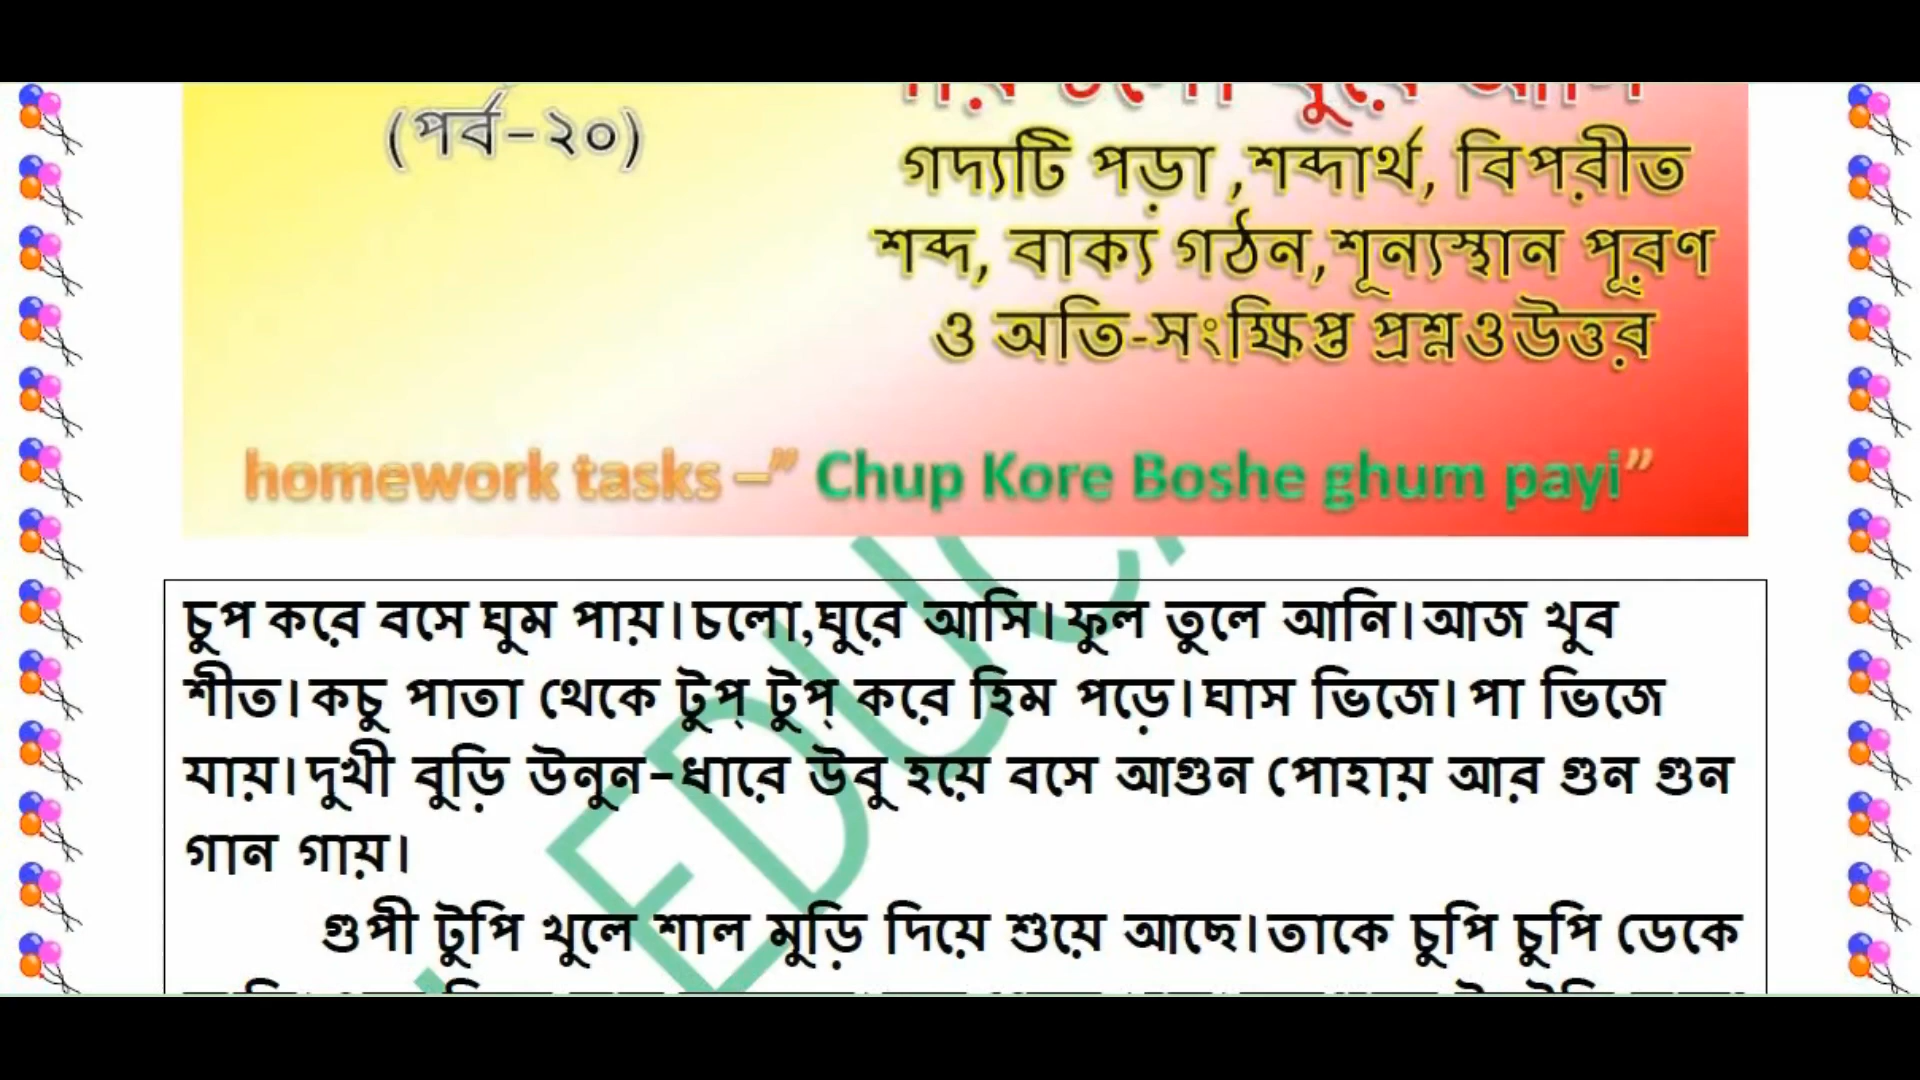 (পর্ব-২০)
গদ্যটি পড়া ,শব্দার্থ, বিপরীত
শব্দ, বাক্য গঠন,শূন্যস্থান পূরণ
ও অতি-সংক্ষিপ্ত প্রশ্নওউত্তর
homework tasks –” Chup Kore Boshe ghum payi”
EDUC
চুপ করে বসে ঘুম পায়।চলো,ঘুরে আসি।ফুল তুলে আনি।আজ খুব
শীত।কচু পাতা থেকে টুপ্ টুপ্ করে হিম পড়ে।ঘাস ভিজে।পা ভিজে
যায়।দুখী বুড়ি উনুন-ধারে উবু হয়ে বসে আগুন পোহায় আর গুন গুন
গান গায়।
গুপী টুপি খুলে শাল মুড়ি দিয়ে শুয়ে আছে।তাকে চুপি চুপি ডেকে